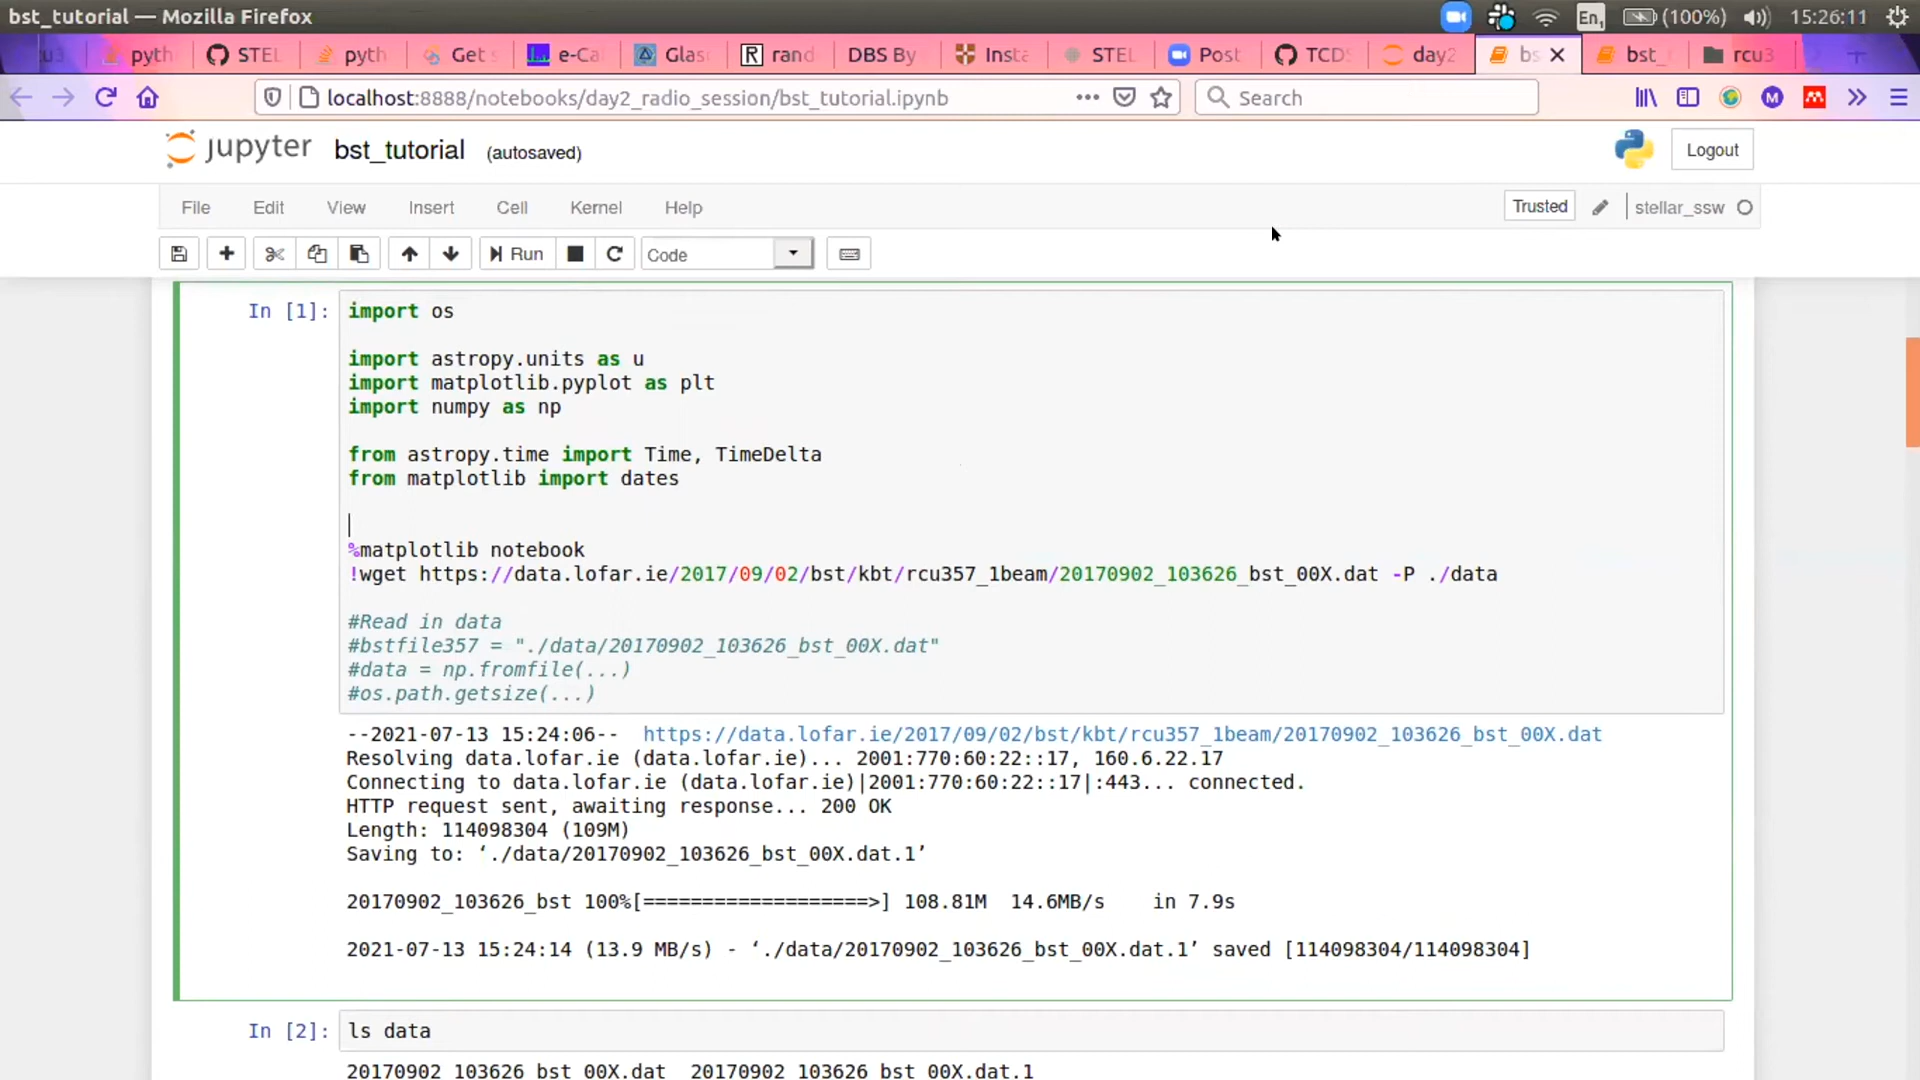 bst_tutorial — Mozilla Firefox
En1 (100%) 15:26:11
u3 pyth STEL pyth Get e-Ca Glas R rand DBS By Insta STEL Post TCDS day2 bs bst_ rcu3
localhost:8888/notebooks/day2_radio_session/bst_tutorial.ipynb ••• Search M
jupyter bst_tutorial (autosaved) Logout
File Edit View Insert Cell Kernel Help Trusted stellar_ssw
Run Code
In [1]: import os
import astropy.units as u
import matplotlib.pyplot as plt
import numpy as np
from astropy.time import Time, TimeDelta
from matplotlib import dates
%matplotlib notebook
!wget https://data.lofar.ie/2017/09/02/bst/kbt/rcu357_1beam/20170902_103626_bst_00X.dat -P ./data
#Read in data
#bstfile357 = "./data/20170902_103626_bst_00X.dat"
#data = np.fromfile(...)
#os.path.getsize(...)
--2021-07-13 15:24:06-- https://data.lofar.ie/2017/09/02/bst/kbt/rcu357_1beam/20170902_103626_bst_00X.dat
Resolving data.lofar.ie (data.lofar.ie)... 2001:770:60:22::17, 160.6.22.17
Connecting to data.lofar.ie (data.lofar.ie)|2001:770:60:22::17|:443... connected.
HTTP request sent, awaiting response... 200 OK
Length: 114098304 (109M)
Saving to: ‘./data/20170902_103626_bst_00X.dat.1’
20170902_103626_bst 100%[===================>] 108.81M 14.6MB/s in 7.9s
2021-07-13 15:24:14 (13.9 MB/s) - ‘./data/20170902_103626_bst_00X.dat.1’ saved [114098304/114098304]
In [2]: ls data
20170902_103626_bst_00X.dat 20170902_103626_bst_00X.dat.1